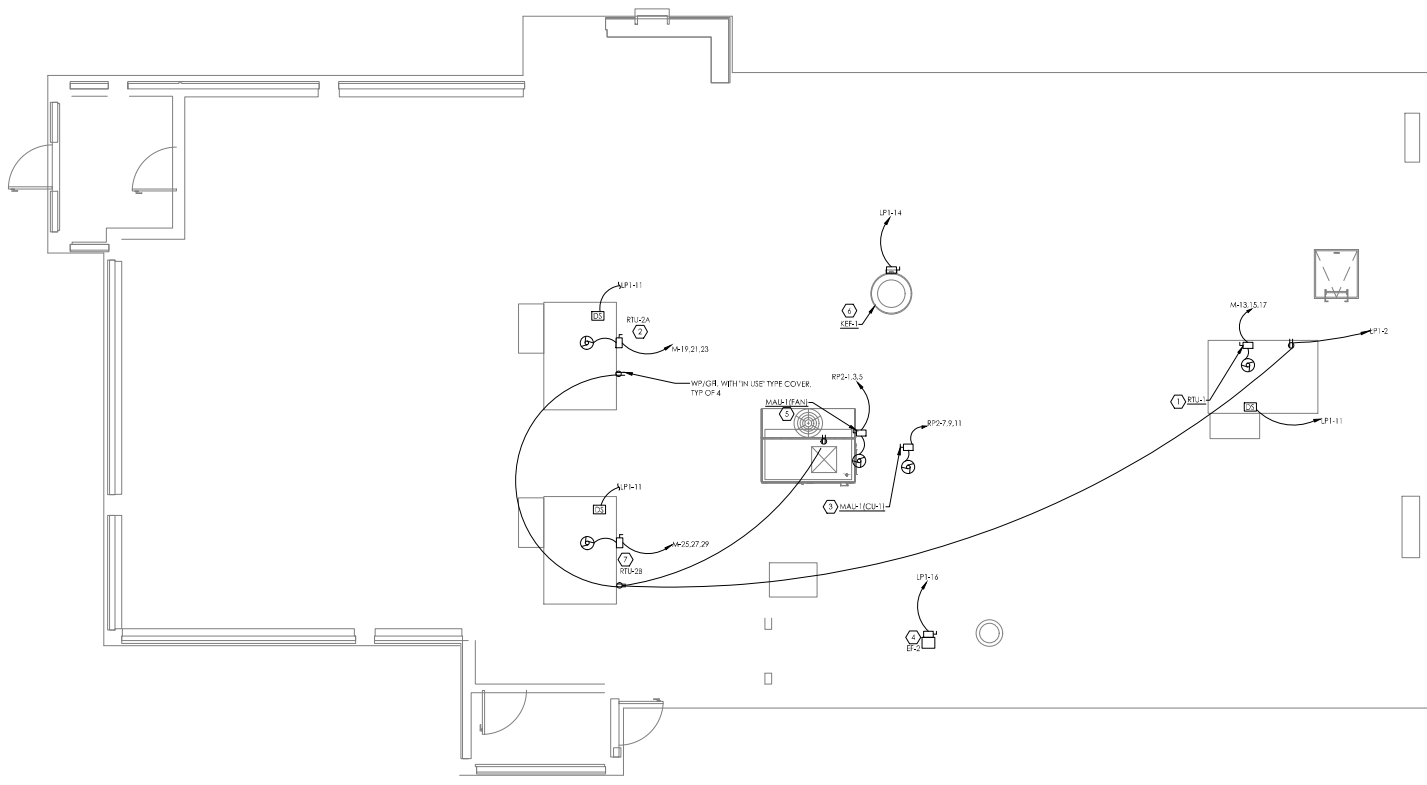 LP1-14
LP1-11
DS
RTU-2A
2
M-19,21,23
6
KEF-1
M-13,15,17
LP1-2
WP/GFI, WITH "IN USE" TYPE COVER.
TYP OF 4
RP2-1,3,5
MAU-1(FAN)
5
1
RTU-1
DS
LP1-11
RP2-7,9,11
LP1-11
DS
3
MAU-1(CU-1)
M-25,27,29
7
RTU-2B
LP1-16
4
EF-2